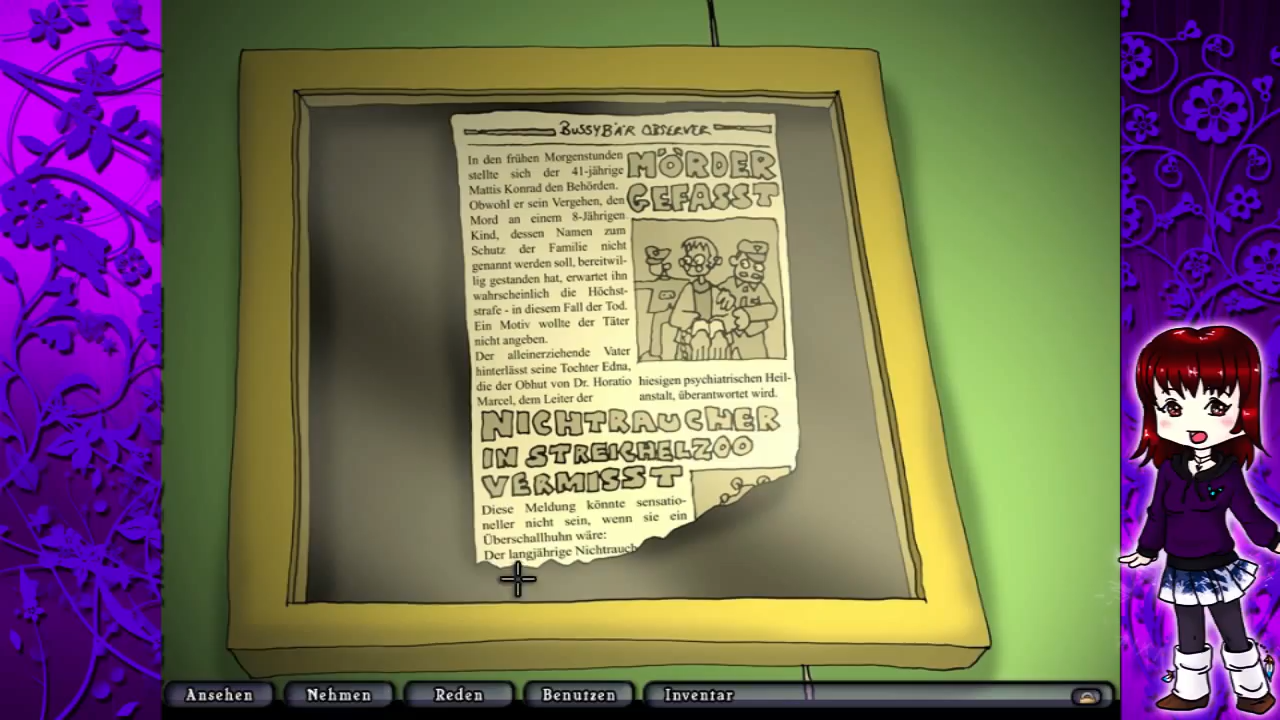 BUSSYBÄR OBSERVER
In den frühen Morgenstunden
stellte sich der 41-jährige
Mattis Konrad den Behörden.
Obwohl er sein Vergehen, den
Mord an einem 8-Jährigen
Kind, dessen Namen zum
Schutz der Familie nicht
genannt werden soll, bereitwil-
lig gestanden hat, erwartet ihn
wahrscheinlich die Höchst-
strafe - in diesem Fall der Tod.
Ein Motiv wollte der Täter
nicht angeben.
Der alleinerziehende Vater
hinterlässt seine Tochter Edna,
die der Obhut von Dr. Horatio
Marcel, dem Leiter der
MÖRDER
GEFASST
hiesigen psychiatrischen Heil-
anstalt, überantwortet wird.
NICHTRAUCHER
IN STREICHELZOO
VERMISST
Diese Meldung könnte sensatio-
neller nicht sein, wenn sie ein
Überschallhuhn wäre:
Der langjährige Nichtrauch
Ansehen
Nehmen
Reden
Benutzen
Inventar